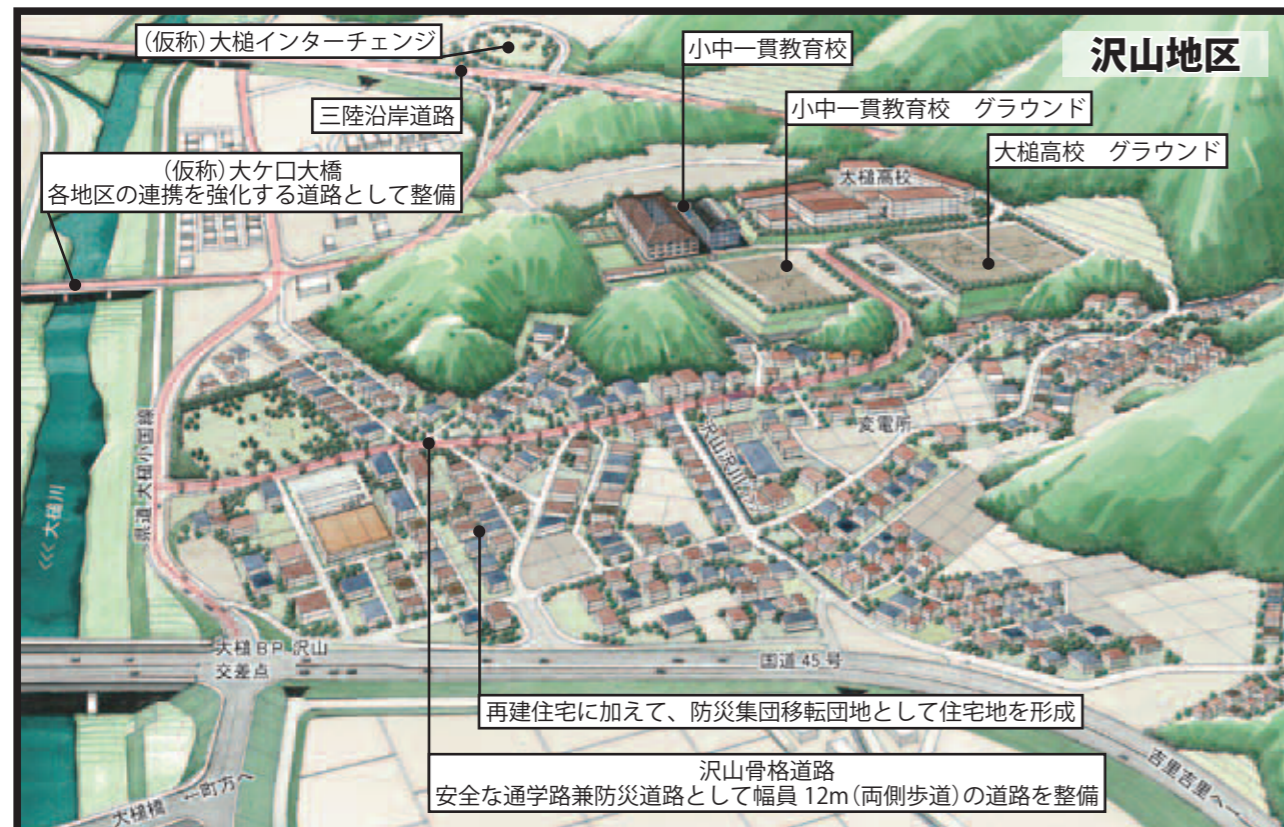 沢山地区
(仮称)大槌インターチェンジ
三陸沿岸道路
小中一貫教育校
小中一貫教育校 グラウンド
大槌高校 グラウンド
大槌高校
(仮称)大ケ口大橋
各地区の連携を強化する道路として整備
県道大槌小国線
<<<大槌川
沢山沢川
変電所
大槌BP 沢山
交差点
国道45号
再建住宅に加えて、防災集団移転団地として住宅地を形成
沢山骨格道路
安全な通学路兼防災道路として幅員12m(両側歩道)の道路を整備
大槌橋
←町方へ
吉里吉里へ→